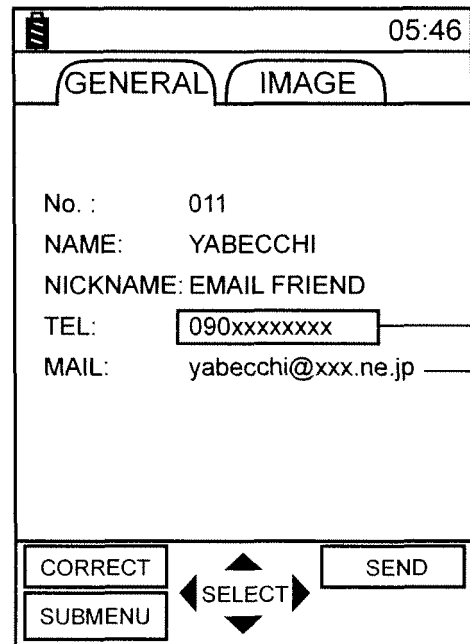 05:46
GENERAL IMAGE
No. : 011
NAME: YABECCHI
NICKNAME: EMAIL FRIEND
TEL: 090xxxxxxxx
MAIL: yabecchi@xxx.ne.jp
CORRECT SEND
SELECT
SUBMENU